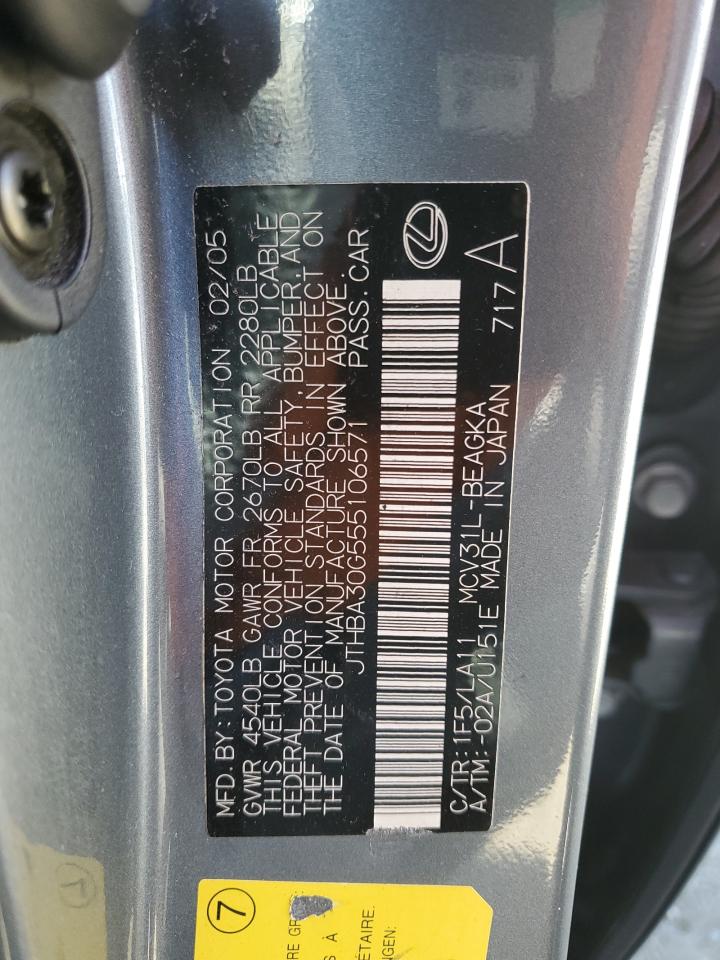 MFD. BY: TOYOTA MOTOR CORPORATION 02/05
GVWR 4540LB GAWR FR 2670LB RR 2280LB
THIS VEHICLE CONFORMS TO ALL APPLICABLE
FEDERAL MOTOR VEHICLE SAFETY, BUMPER, AND
THEFT PREVENTION STANDARDS IN EFFECT ON
THE DATE OF MANUFACTURE SHOWN ABOVE.
JTHBA30G555106571 PASS. CAR
C/TR: 1F5/LA11 MCV31L-BEAGKA
A/TM: -02A/U151E MADE IN JAPAN 717A
7